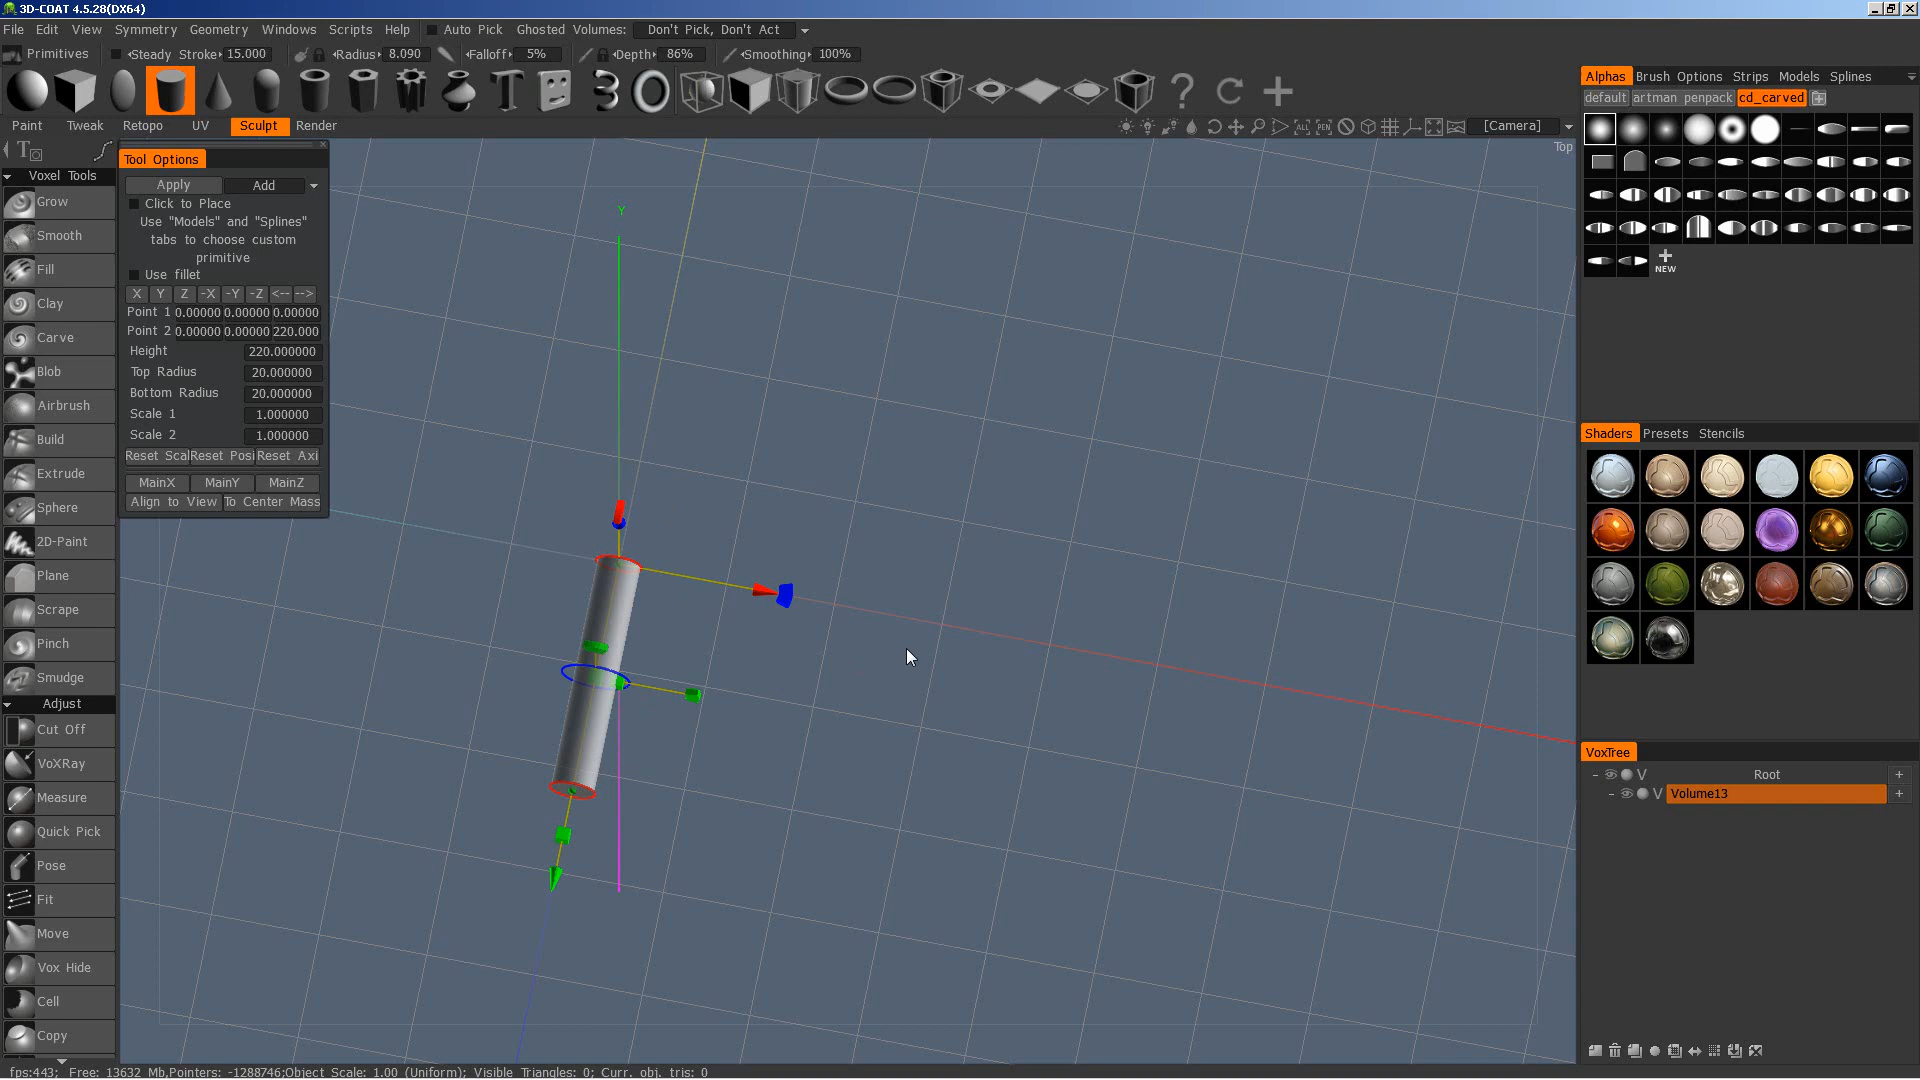 3D-COAT 4.5.28(DX64)
File Edit View Symmetry Geometry Windows Scripts Help Auto Pick Ghosted Volumes: Don't Pick, Don't Act
Primitives Steady Stroke 15.000 Radius 8.090 Falloff 5% Depth 86% Smoothing 100%
Paint Tweak Retopo UV Sculpt Render
[Camera]
Top
Y
Voxel Tools
Grow
Smooth
Fill
Clay
Carve
Blob
Airbrush
Build
Extrude
Sphere
2D-Paint
Plane
Scrape
Pinch
Smudge
Adjust
Cut Off
VoXRay
Measure
Quick Pick
Pose
Fit
Move
Vox Hide
Cell
Copy
Tool Options
Apply Add
Click to Place
Use "Models" and "Splines"
tabs to choose custom
primitive
Use fillet
X Y Z -X -Y -Z <-- -->
Point 1 0.00000 0.00000 0.00000
Point 2 0.00000 0.00000 220.000
Height 220.000000
Top Radius 20.000000
Bottom Radius 20.000000
Scale 1 1.000000
Scale 2 1.000000
Reset Scal Reset Posi Reset Axi
MainX MainY MainZ
Align to View To Center Mass
Alphas Brush Options Strips Models Splines
default artman penpack cd_carved
NEW
Shaders Presets Stencils
VoxTree
V Root +
V Volume13 +
fps:443; Free: 13632 Mb,Pointers: -1288746;Object Scale: 1.00 (Uniform); Visible Triangles: 0; Curr. obj. tris: 0